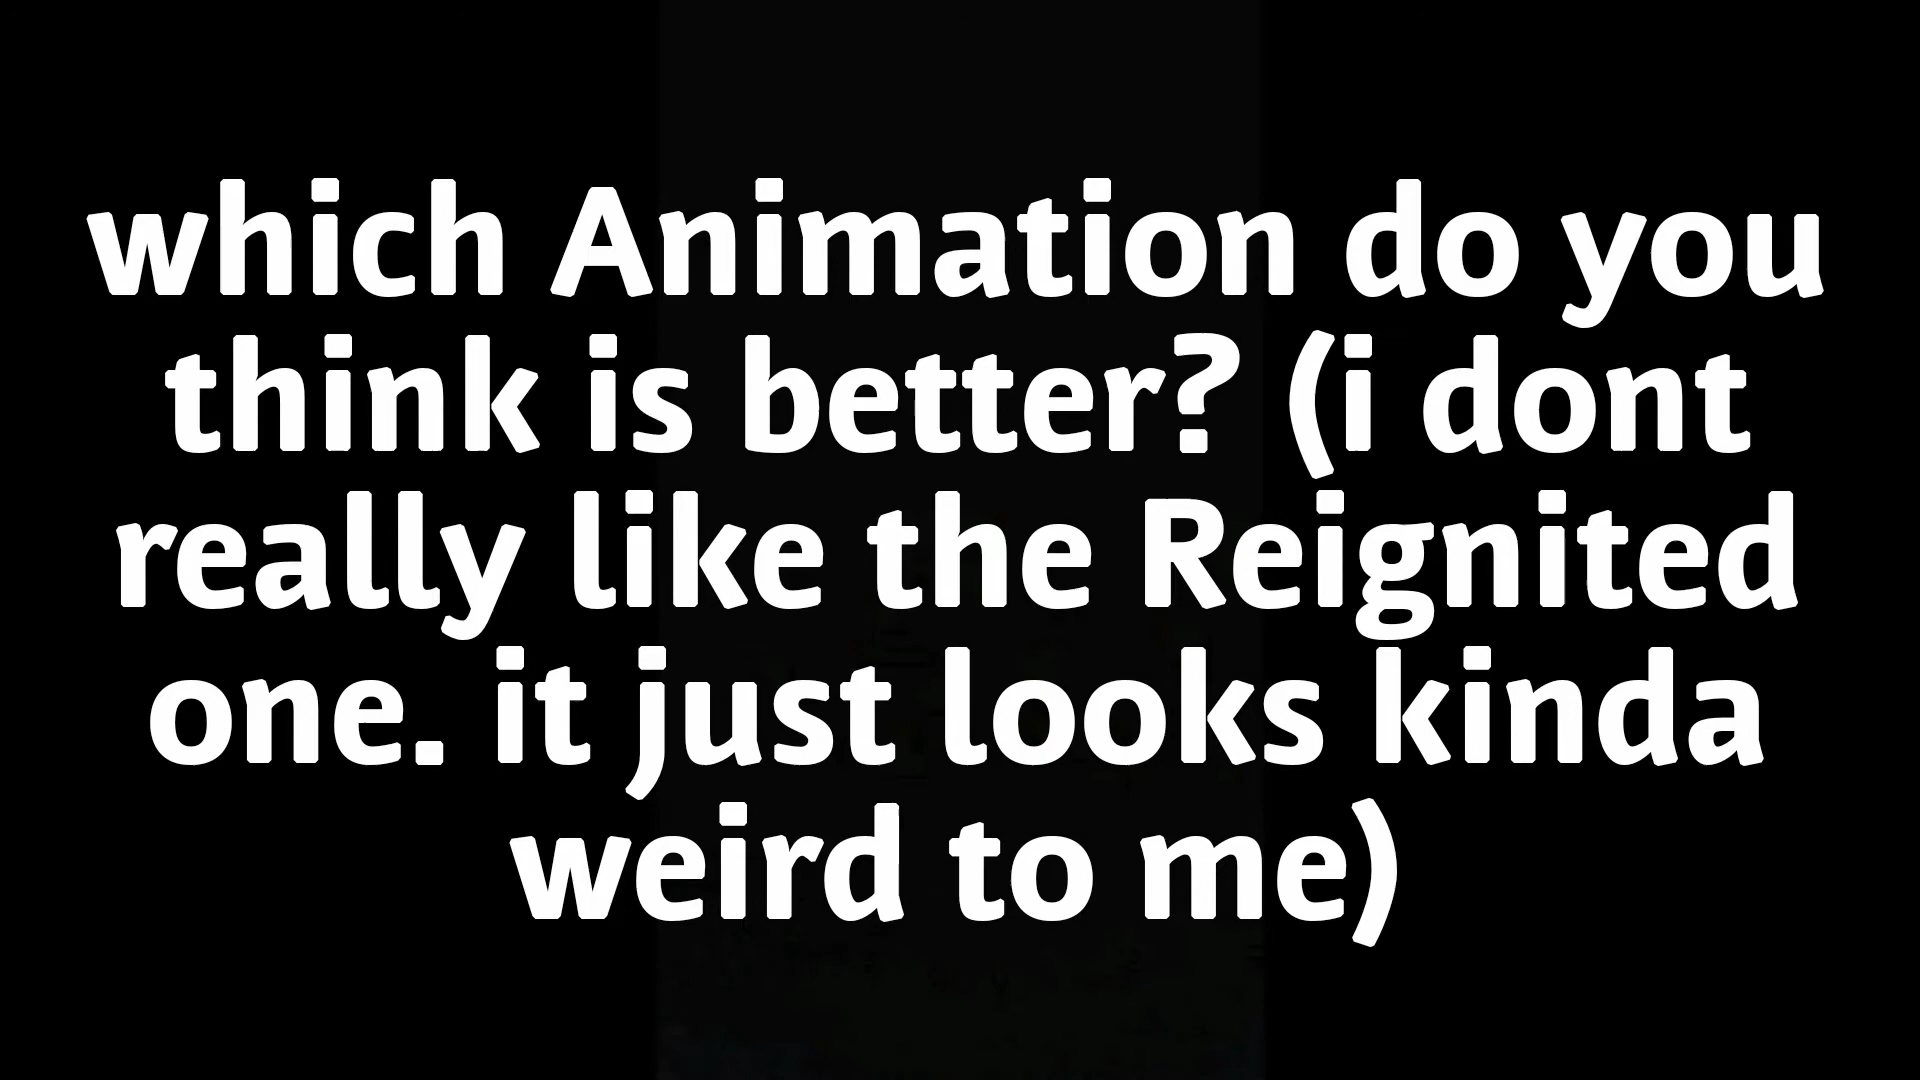 which Animation do you
think is better? (i dont
really like the Reignited
one. it just looks kinda
weird to me)